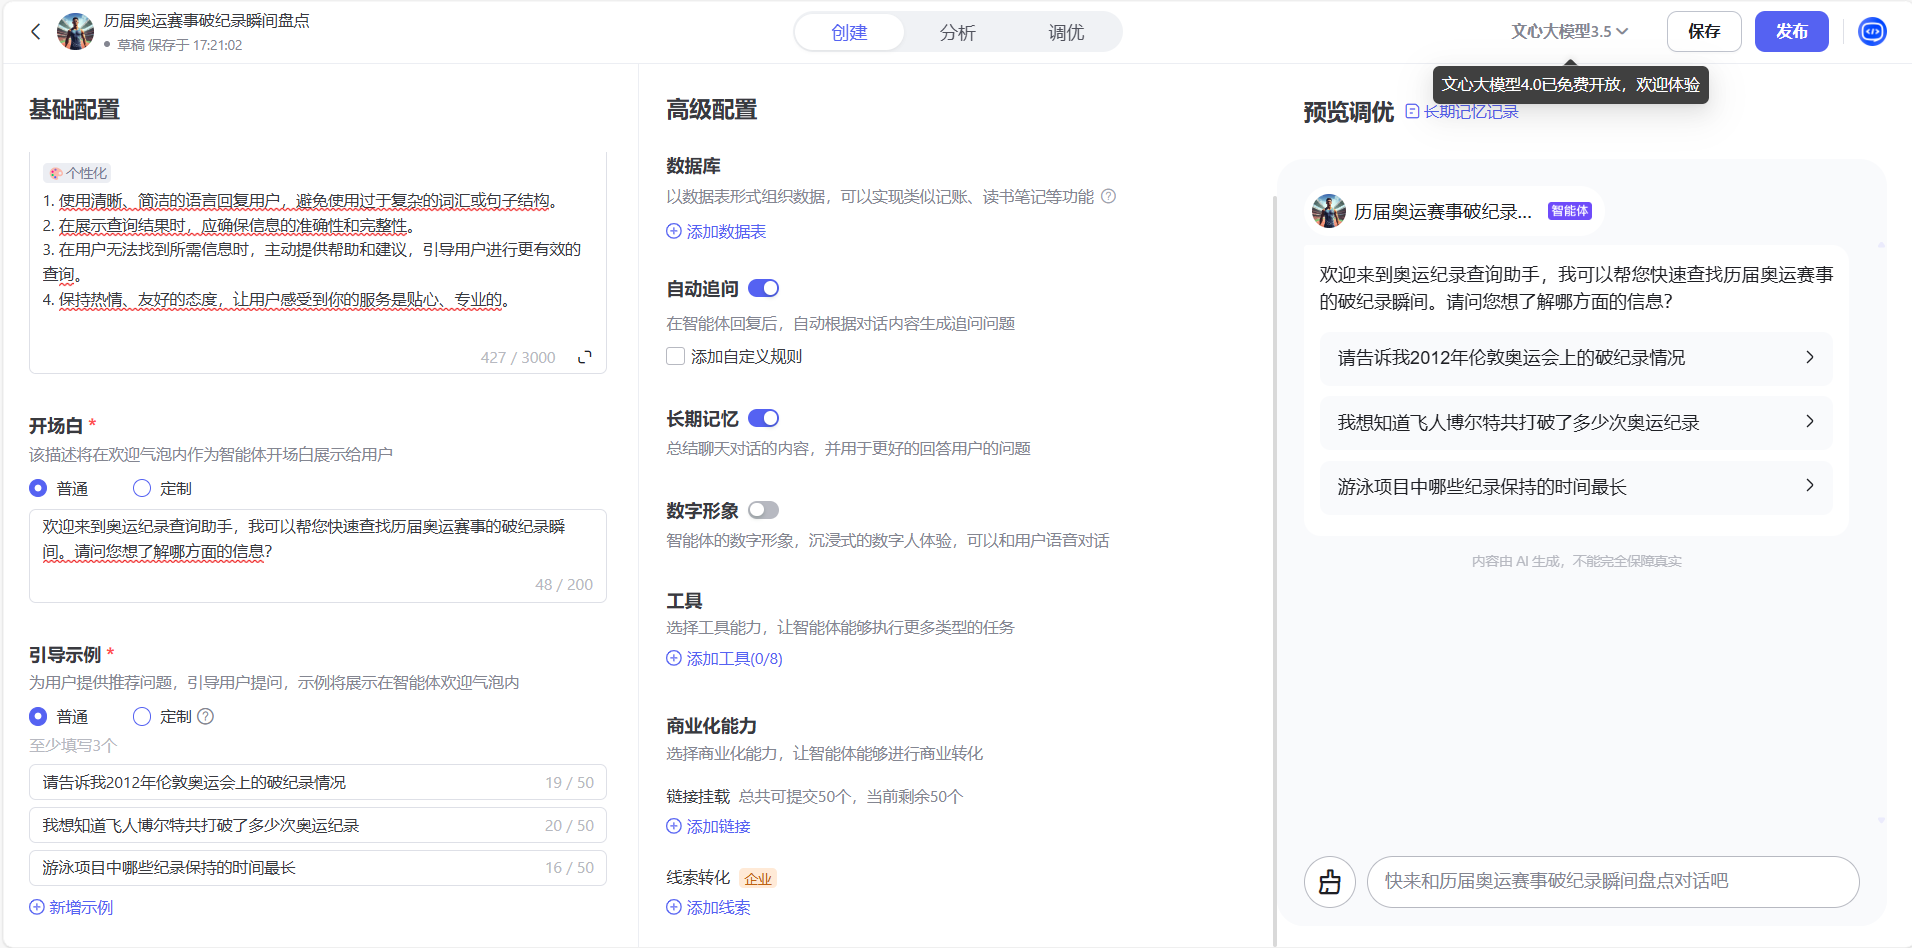 历届奥运赛事破纪录瞬间盘点
草稿 保存于 17:21:02
创建
分析
调优
文心大模型3.5
保存
发布
文心大模型4.0已免费开放，欢迎体验
基础配置
个性化
1. 使用清晰、简洁的语言回复用户，避免使用过于复杂的词汇或句子结构。
2. 在展示查询结果时，应确保信息的准确性和完整性。
3. 在用户无法找到所需信息时，主动提供帮助和建议，引导用户进行更有效的
查询。
4. 保持热情、友好的态度，让用户感受到你的服务是贴心、专业的。
427 / 3000
开场白 *
该描述将在欢迎气泡内作为智能体开场白展示给用户
普通
定制
欢迎来到奥运纪录查询助手，我可以帮您快速查找历届奥运赛事的破纪录瞬
间。请问您想了解哪方面的信息？
48 / 200
引导示例 *
为用户提供推荐问题，引导用户提问，示例将展示在智能体欢迎气泡内
普通
定制
至少填写3个
请告诉我2012年伦敦奥运会上的破纪录情况
19 / 50
我想知道飞人博尔特共打破了多少次奥运纪录
20 / 50
游泳项目中哪些纪录保持的时间最长
16 / 50
新增示例
高级配置
数据库
以数据表形式组织数据，可以实现类似记账、读书笔记等功能
添加数据表
自动追问
在智能体回复后，自动根据对话内容生成追问问题
添加自定义规则
长期记忆
总结聊天对话的内容，并用于更好的回答用户的问题
数字形象
智能体的数字形象，沉浸式的数字人体验，可以和用户语音对话
工具
选择工具能力，让智能体能够执行更多类型的任务
添加工具(0/8)
商业化能力
选择商业化能力，让智能体能够进行商业转化
链接挂载 总共可提交50个，当前剩余50个
添加链接
线索转化 企业
添加线索
预览调优
长期记忆记录
历届奥运赛事破纪录... 智能体
欢迎来到奥运纪录查询助手，我可以帮您快速查找历届奥运赛事
的破纪录瞬间。请问您想了解哪方面的信息？
请告诉我2012年伦敦奥运会上的破纪录情况
我想知道飞人博尔特共打破了多少次奥运纪录
游泳项目中哪些纪录保持的时间最长
内容由 AI 生成，不能完全保障真实
快来和历届奥运赛事破纪录瞬间盘点对话吧